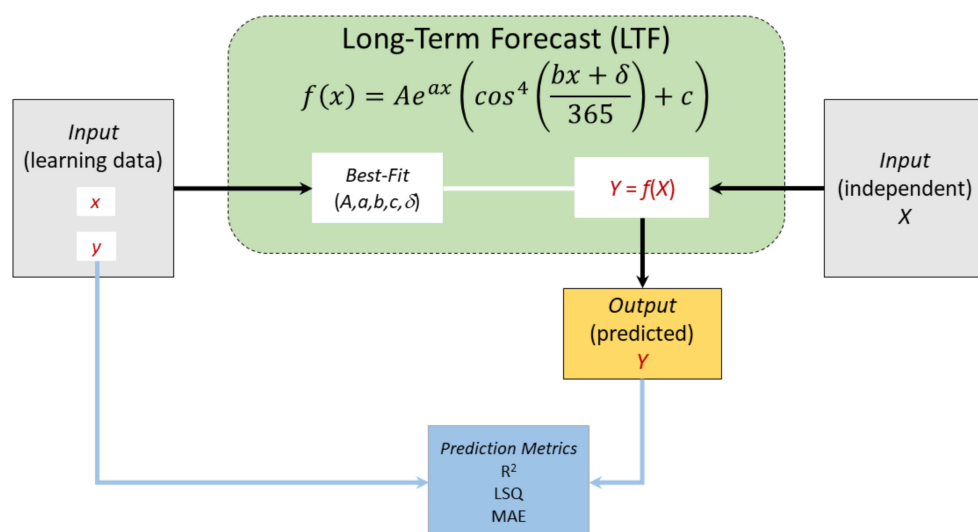 Long-Term Forecast (LTF)
f(x) = Ae^{ax} ( cos^4 ( \frac{bx + δ}{365} ) + c )
Input
(learning data)
x
y
Best-Fit
(A,a,b,c,δ)
Y = f(X)
Input
(independent)
X
Output
(predicted)
Y
Prediction Metrics
R²
LSQ
MAE